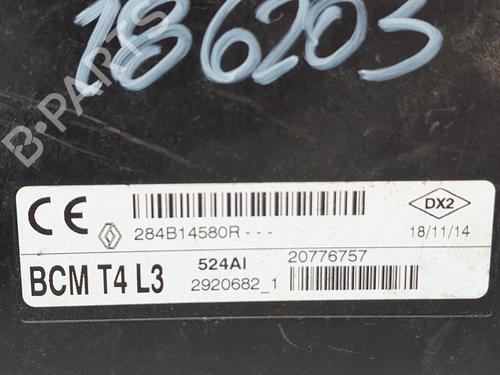 186203
B-PARTS
CE
284B14580R - - -
DX2
18/11/14
BCM T4 L3
524AI
20776757
2920682_1